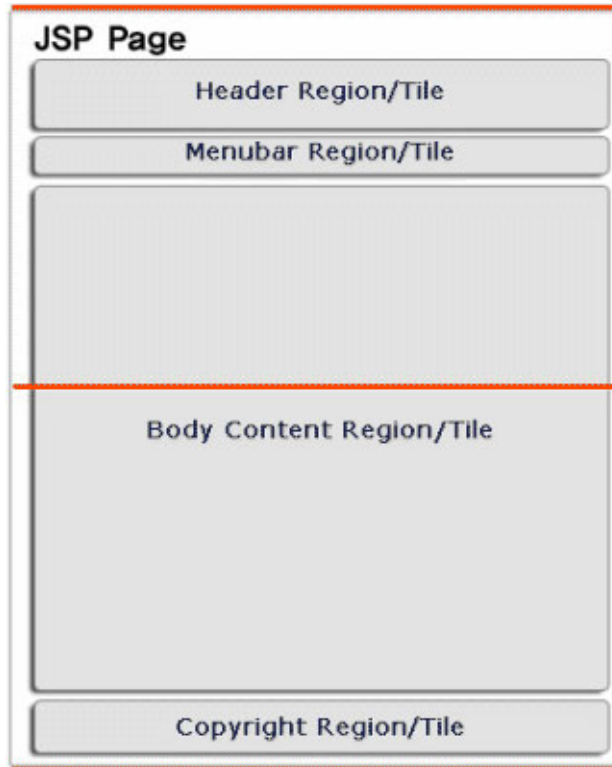 JSP Page
Header Region/Tile
Menubar Region/Tile
Body Content Region/Tile
Copyright Region/Tile